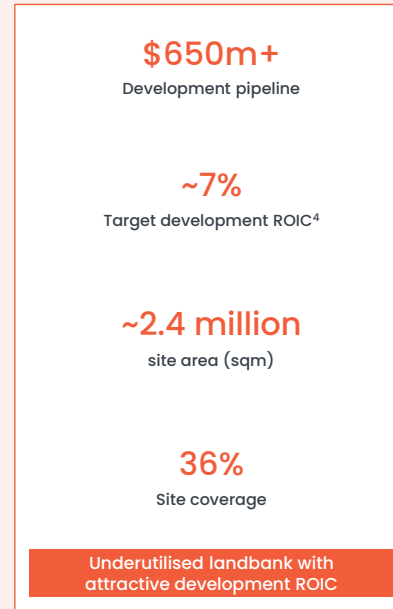 $650m+
Development pipeline
~7%
Target development ROIC⁴
~2.4 million
site area (sqm)
36%
Site coverage
Underutilised landbank with
attractive development ROIC